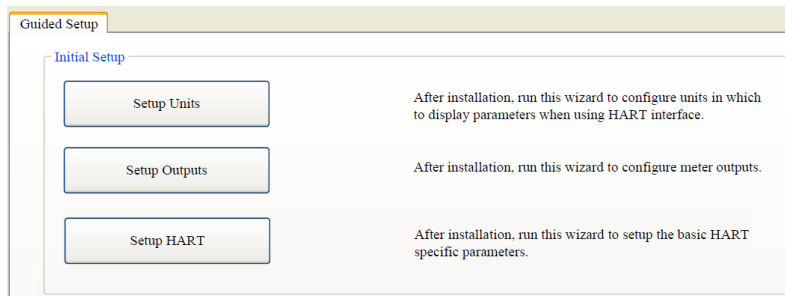 Guided Setup
Initial Setup
Setup Units
After installation, run this wizard to configure units in which
to display parameters when using HART interface.
Setup Outputs
After installation, run this wizard to configure meter outputs.
Setup HART
After installation, run this wizard to setup the basic HART
specific parameters.